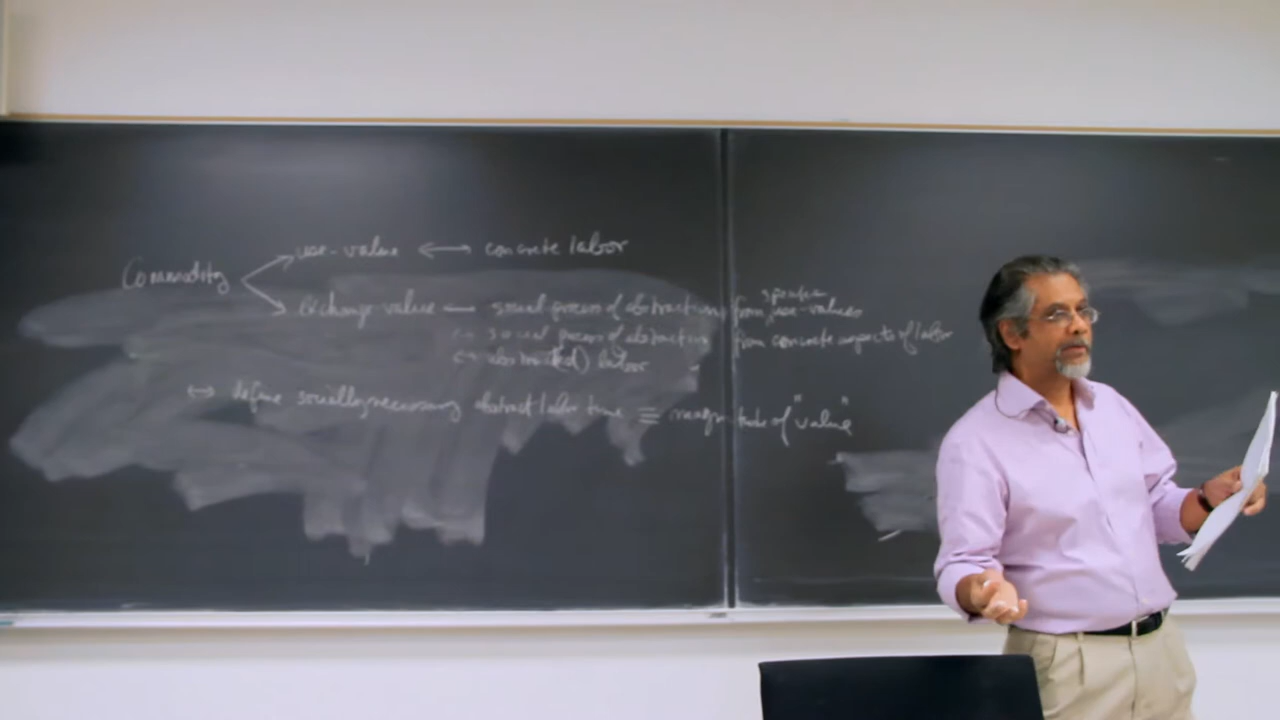 Commodity
use-value ⟷ concrete labor
exchange-value ⟵ social process of abstraction from specific use-values
↔ social process of abstraction from concrete aspects of labor
↔ abstract(ed) labor
↔ define socially necessary abstract labor time ≡ magnitude of "value"